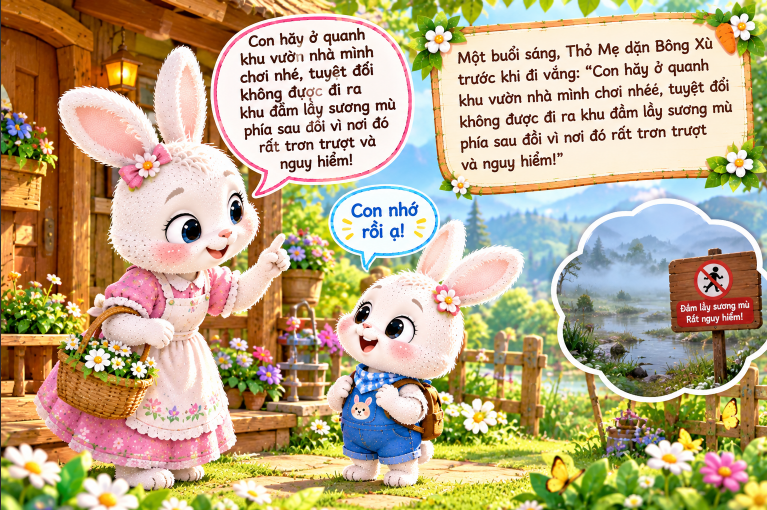 Con hãy ở quanh
khu vườn nhà mình
chơi nhé, tuyệt đối
không được đi ra
khu đầm lầy sương mù
phía sau đồi vì nơi đó
rất trơn trượt và
nguy hiểm!
Một buổi sáng, Thỏ Mẹ dặn Bông Xù
trước khi đi vắng: “Con hãy ở quanh
khu vườn nhà mình chơi nhéé, tuyệt đối
không được đi ra khu đầm lầy sương mù
phía sau đồi vì nơi đó rất trơn trượt
và nguy hiểm!”
Con nhớ
rồi ạ!
Đầm lầy sương mù
Rất nguy hiểm!